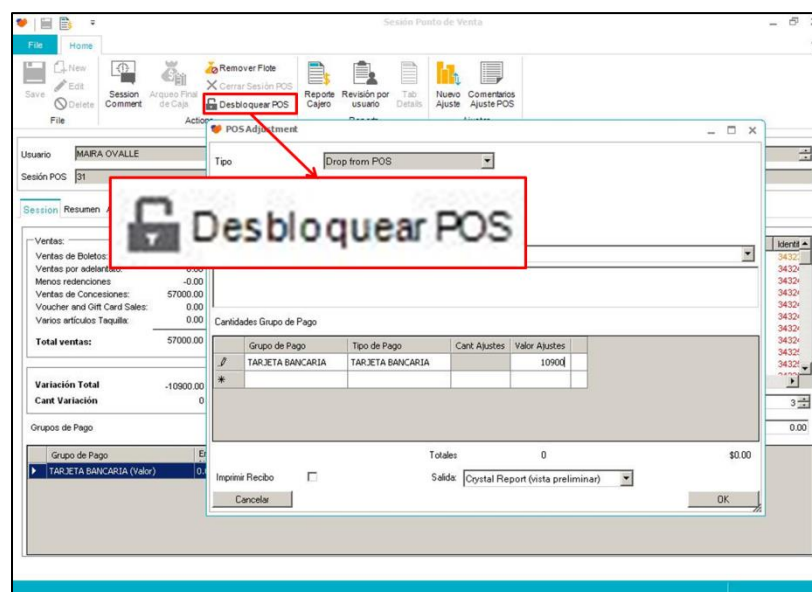 Sesión Punto de Venta
File Home
Save New Edit Delete
Session Comment
Arqueo Final de Caja
Remover Flote
Cerrar Sesión POS
Desbloquear POS
Reporte Cajero
Revisión por usuario
Tab Details
Nuevo Ajuste
Comentarios Ajuste POS
File
POS Adjustment
Usuario MAIRA OVALLE
Sesión POS 31
Tipo Drop from POS
Desbloquear POS
Session Resumen
Ventas:
Ventas de Boletos:
Ventas por adelantado: 0.00
Menos redenciones -0.00
Ventas de Concesiones: 57000.00
Voucher and Gift Card Sales: 0.00
Varios artículos Taquilla: 0.00
Total ventas: 57000.00
Variación Total -10900.00
Cant Variación 0
Grupos de Pago
Grupo de Pago
TARJETA BANCARIA (Valor)
Cantidades Grupo de Pago
Grupo de Pago Tipo de Pago Cant Ajustes Valor Ajustes
TARJETA BANCARIA TARJETA BANCARIA 10900
Totales 0 $0.00
Imprimir Recibo
Salida: Crystal Report (vista preliminar)
Cancelar OK
3
0.00